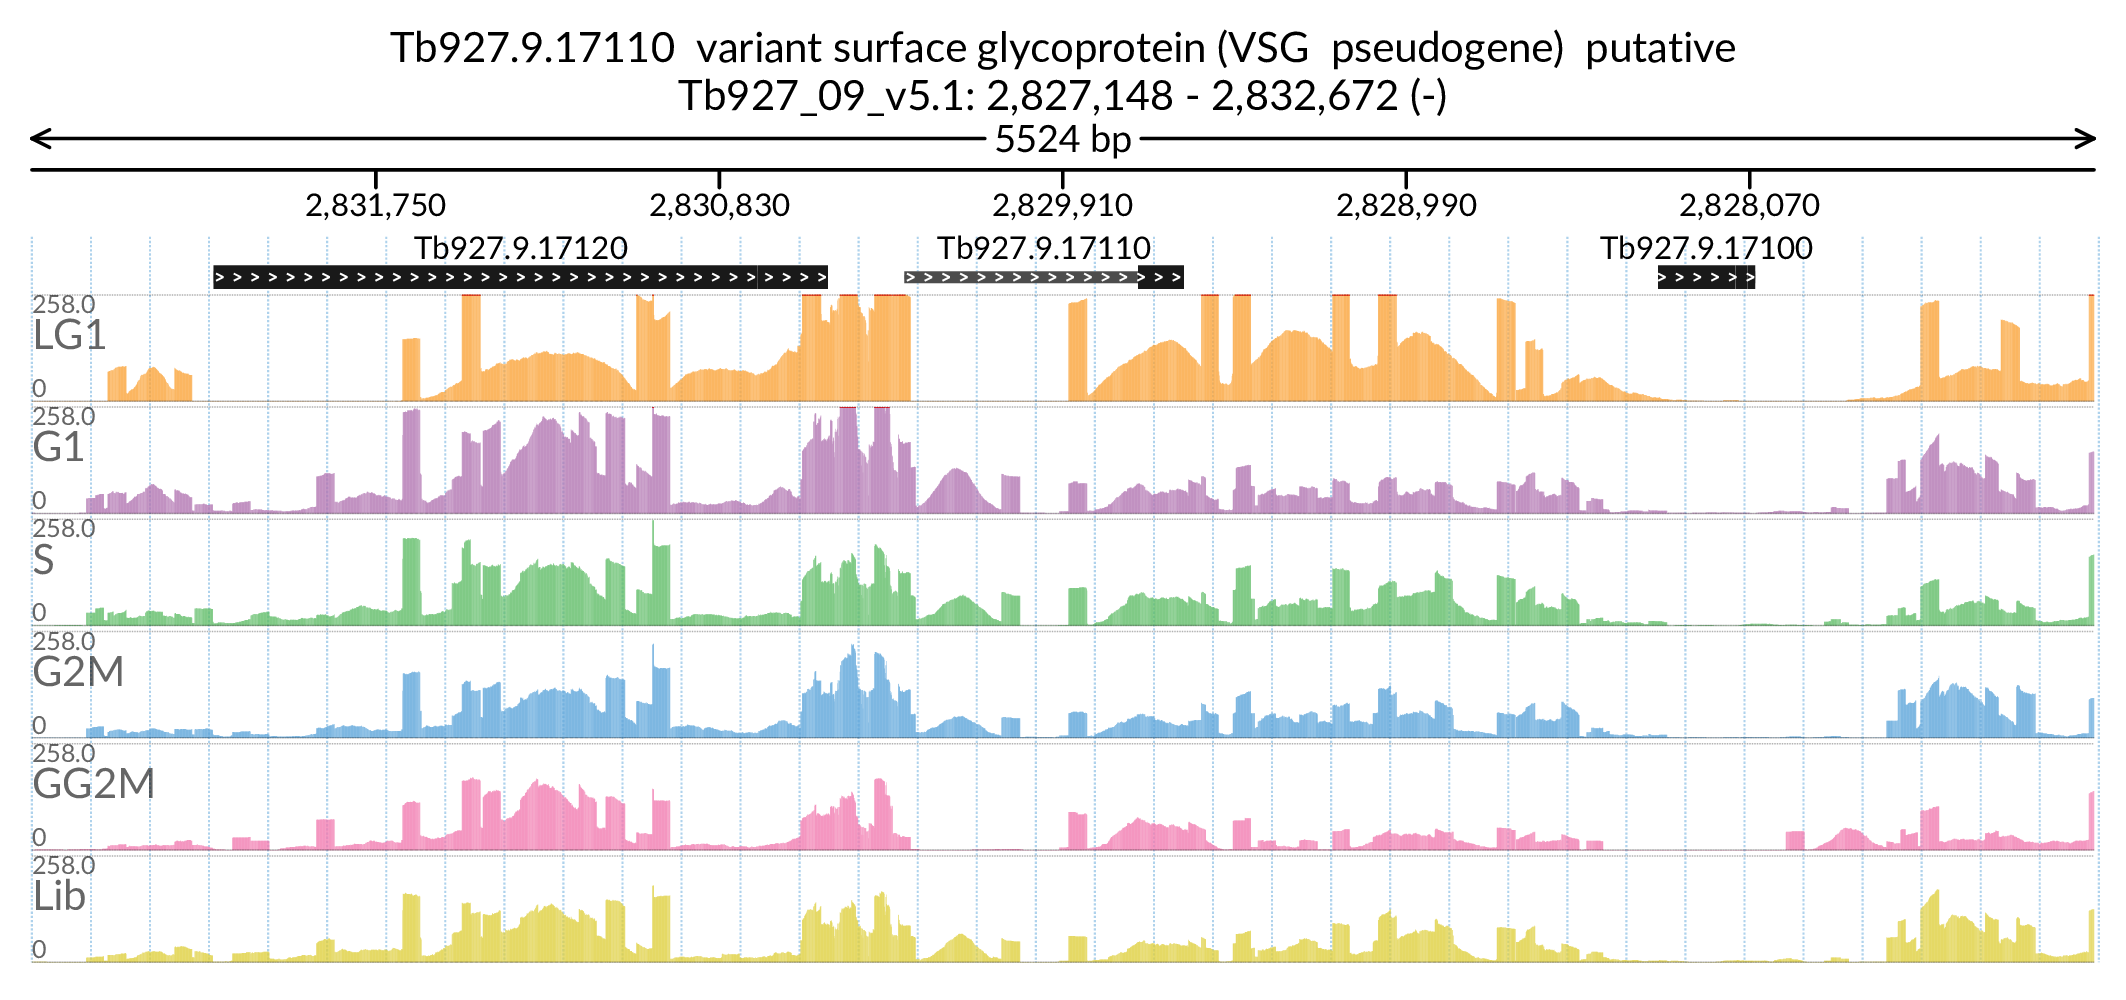 Tb927.9.17110 variant surface glycoprotein (VSG pseudogene) putative
Tb927_09_v5.1: 2,827,148 - 2,832,672 (-)
5524 bp
2,831,750 2,830,830 2,829,910 2,828,990 2,828,070
Tb927.9.17120 Tb927.9.17110 Tb927.9.17100
258.0
LG1
0
258.0
G1
0
258.0
S
0
258.0
G2M
0
258.0
GG2M
0
258.0
Lib
0